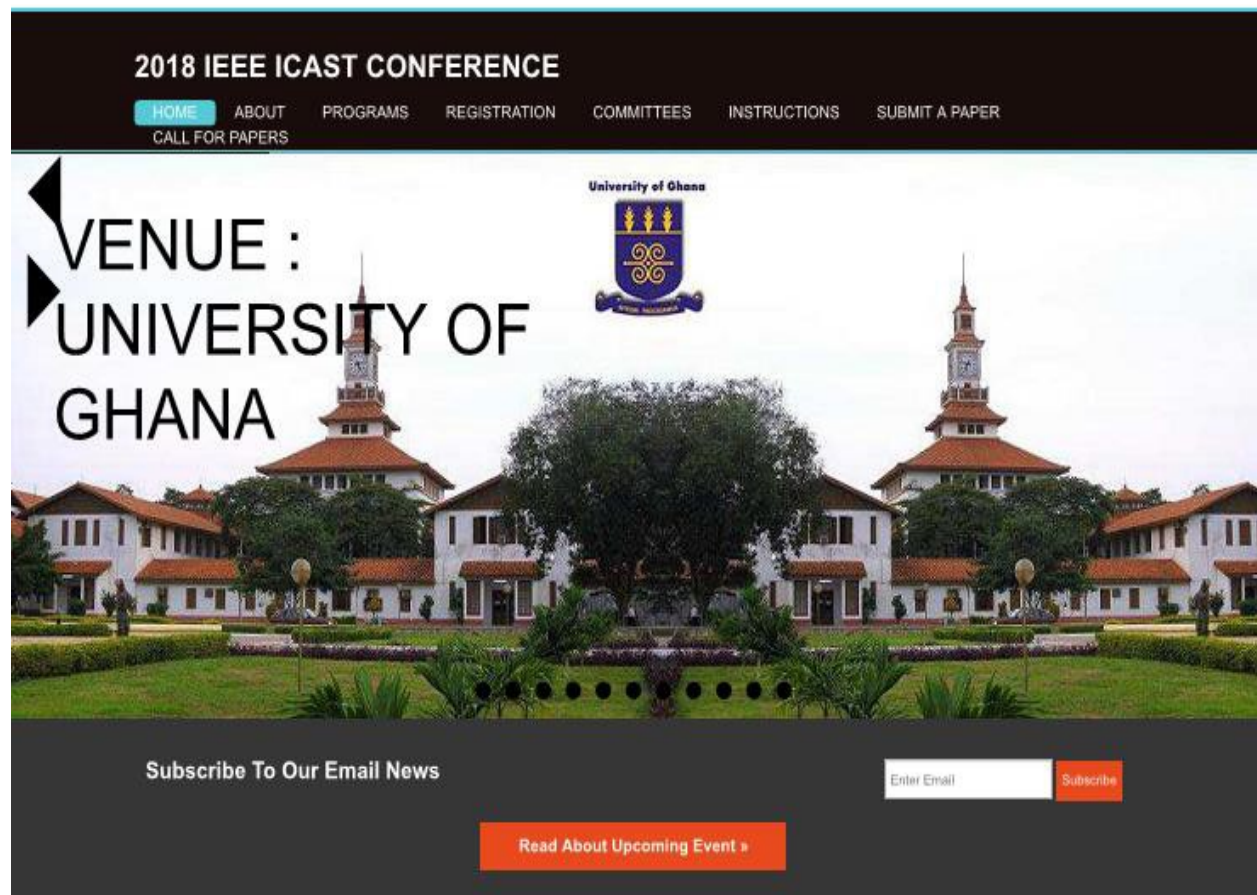 2018 IEEE ICAST CONFERENCE
HOME ABOUT PROGRAMS REGISTRATION COMMITTEES INSTRUCTIONS SUBMIT A PAPER
CALL FOR PAPERS
University of Ghana
VENUE :
UNIVERSITY OF
GHANA
Subscribe To Our Email News
Enter Email Subscribe
Read About Upcoming Event »